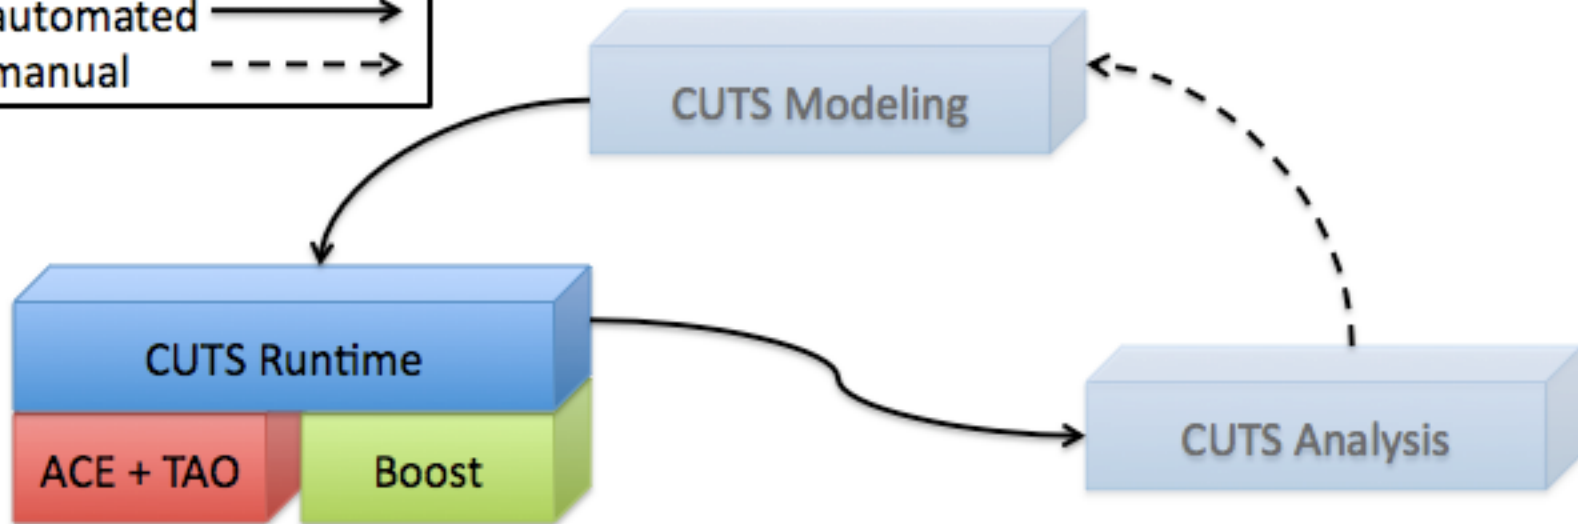 automated
manual
CUTS Modeling
CUTS Runtime
ACE + TAO
Boost
CUTS Analysis